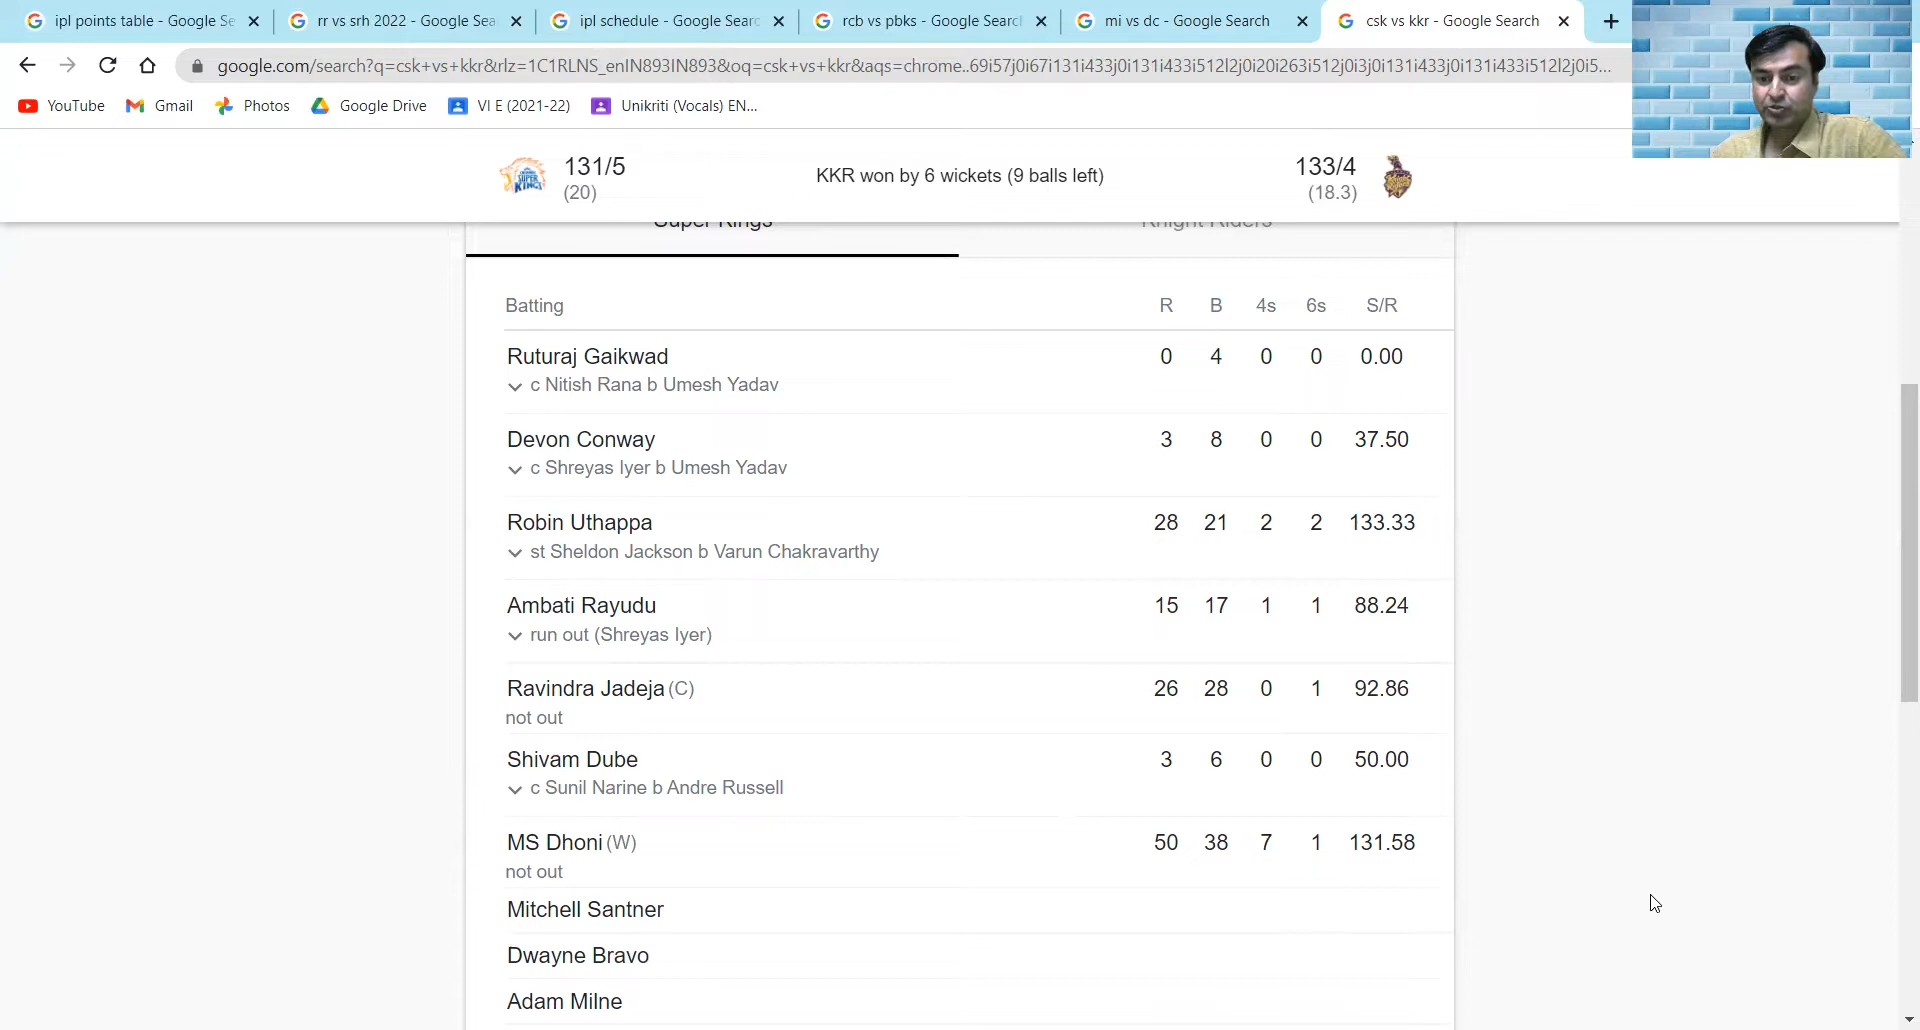 ipl points table - Google Se
rr vs srh 2022 - Google Sea
ipl schedule - Google Searc
rcb vs pbks - Google Search
mi vs dc - Google Search
csk vs kkr - Google Search
google.com/search?q=csk+vs+kkr&rlz=1C1RLNS_enIN893IN893&oq=csk+vs+kkr&aqs=chrome..69i57j0i67i131i433j0i131i433i512l2j0i20i263i512j0i3j0i131i433j0i131i433i512l2j0i5...
YouTube Gmail Photos Google Drive VI E (2021-22) Unikriti (Vocals) EN...
131/5 KKR won by 6 wickets (9 balls left) 133/4
(20) (18.3)
Super Kings Knight Riders
Batting R B 4s 6s S/R
Ruturaj Gaikwad 0 4 0 0 0.00
c Nitish Rana b Umesh Yadav
Devon Conway 3 8 0 0 37.50
c Shreyas Iyer b Umesh Yadav
Robin Uthappa 28 21 2 2 133.33
st Sheldon Jackson b Varun Chakravarthy
Ambati Rayudu 15 17 1 1 88.24
run out (Shreyas Iyer)
Ravindra Jadeja (C) 26 28 0 1 92.86
not out
Shivam Dube 3 6 0 0 50.00
c Sunil Narine b Andre Russell
MS Dhoni (W) 50 38 7 1 131.58
not out
Mitchell Santner
Dwayne Bravo
Adam Milne